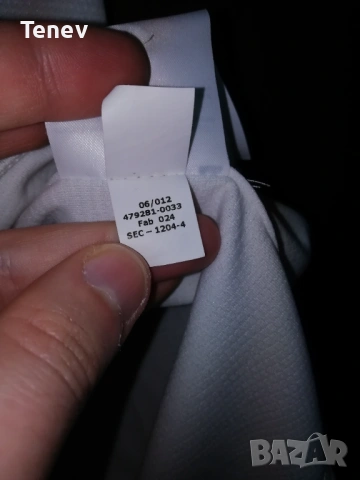 Tenev
06/012
479281-0033
Fab 024
SEC-1204-4
BAZAR